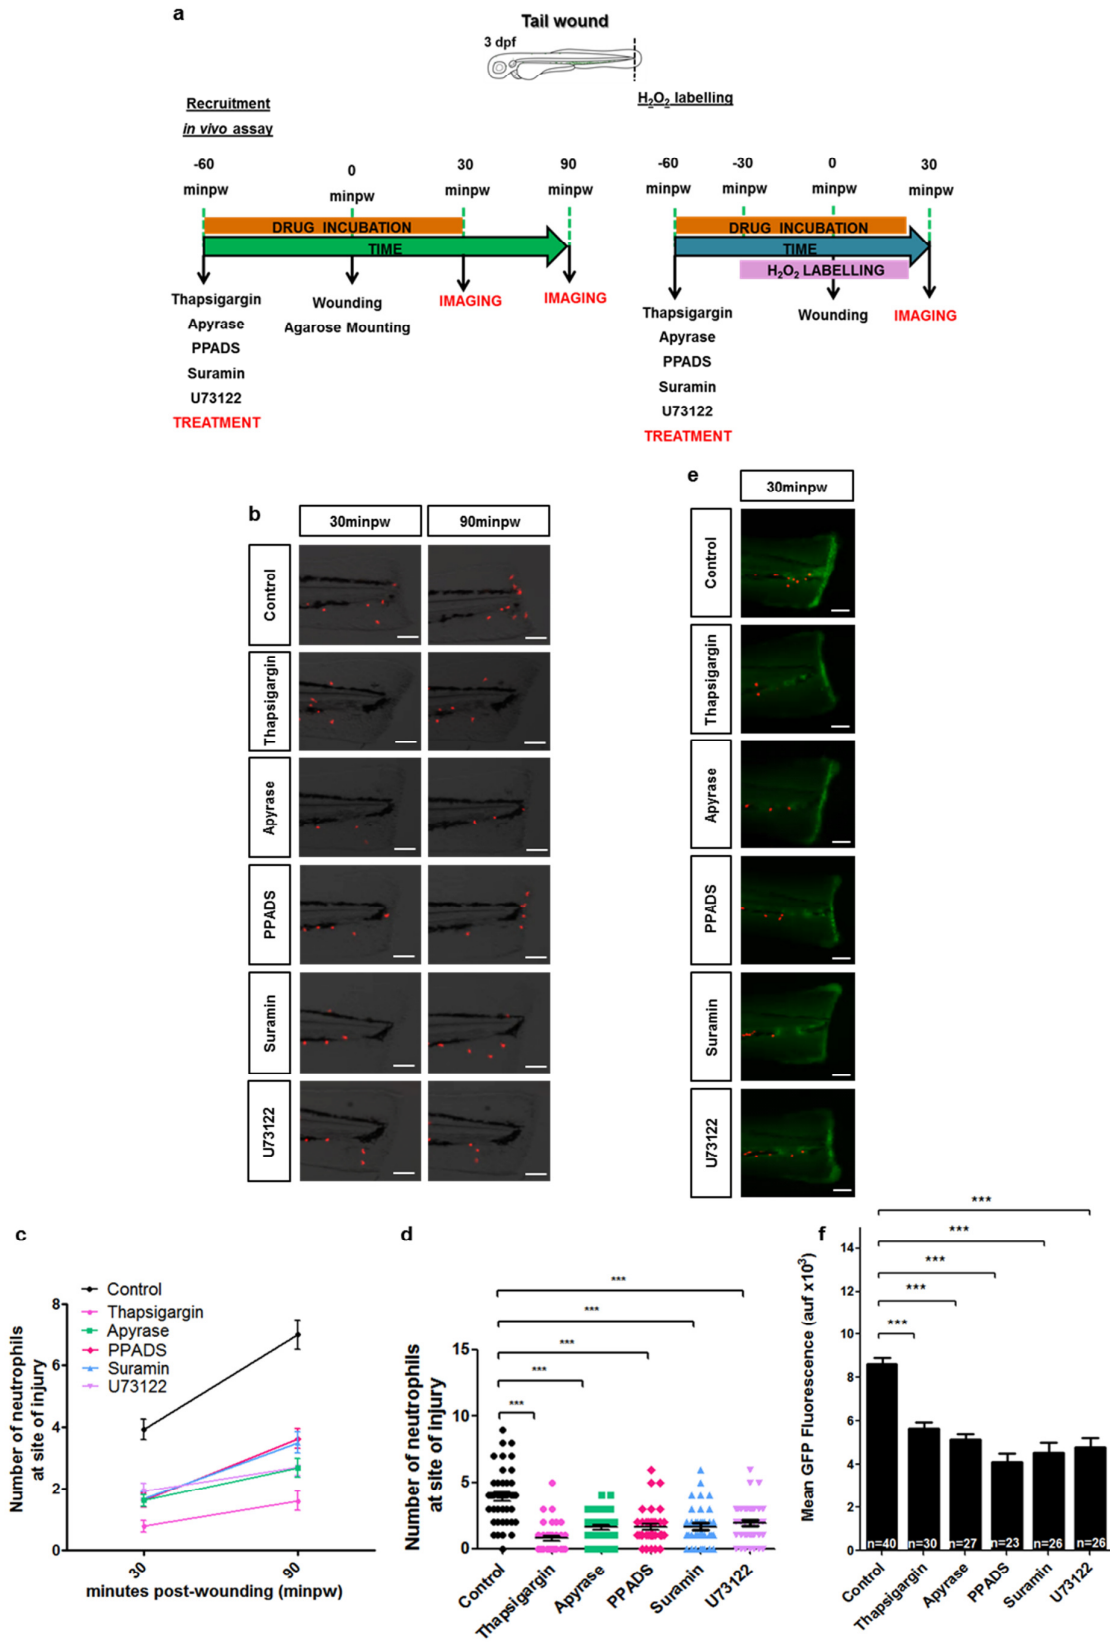 a
Tail wound
3 dpf
Recruitment
in vivo assay
H2O2 labelling
-60
minpw
0
minpw
30
minpw
90
minpw
DRUG INCUBATION
TIME
Thapsigargin
Apyrase
PPADS
Suramin
U73122
TREATMENT
Wounding
Agarose Mounting
IMAGING
IMAGING
-60
minpw
-30
minpw
0
minpw
30
minpw
DRUG INCUBATION
TIME
H2O2 LABELLING
Thapsigargin
Apyrase
PPADS
Suramin
U73122
TREATMENT
Wounding
IMAGING
b
30minpw
90minpw
Control
Thapsigargin
Apyrase
PPADS
Suramin
U73122
e
30minpw
Control
Thapsigargin
Apyrase
PPADS
Suramin
U73122
c
Number of neutrophils
at site of injury
8
6
4
2
0
Control
Thapsigargin
Apyrase
PPADS
Suramin
U73122
30
90
minutes post-wounding (minpw)
d
Number of neutrophils
at site of injury
15
10
5
0
***
***
***
***
***
Control
Thapsigargin
Apyrase
PPADS
Suramin
U73122
f
Mean GFP Fluorescence (auf x10³)
14
12
10
8
6
4
2
0
***
***
***
***
***
n=40
n=30
n=27
n=23
n=26
n=26
Control
Thapsigargin
Apyrase
PPADS
Suramin
U73122